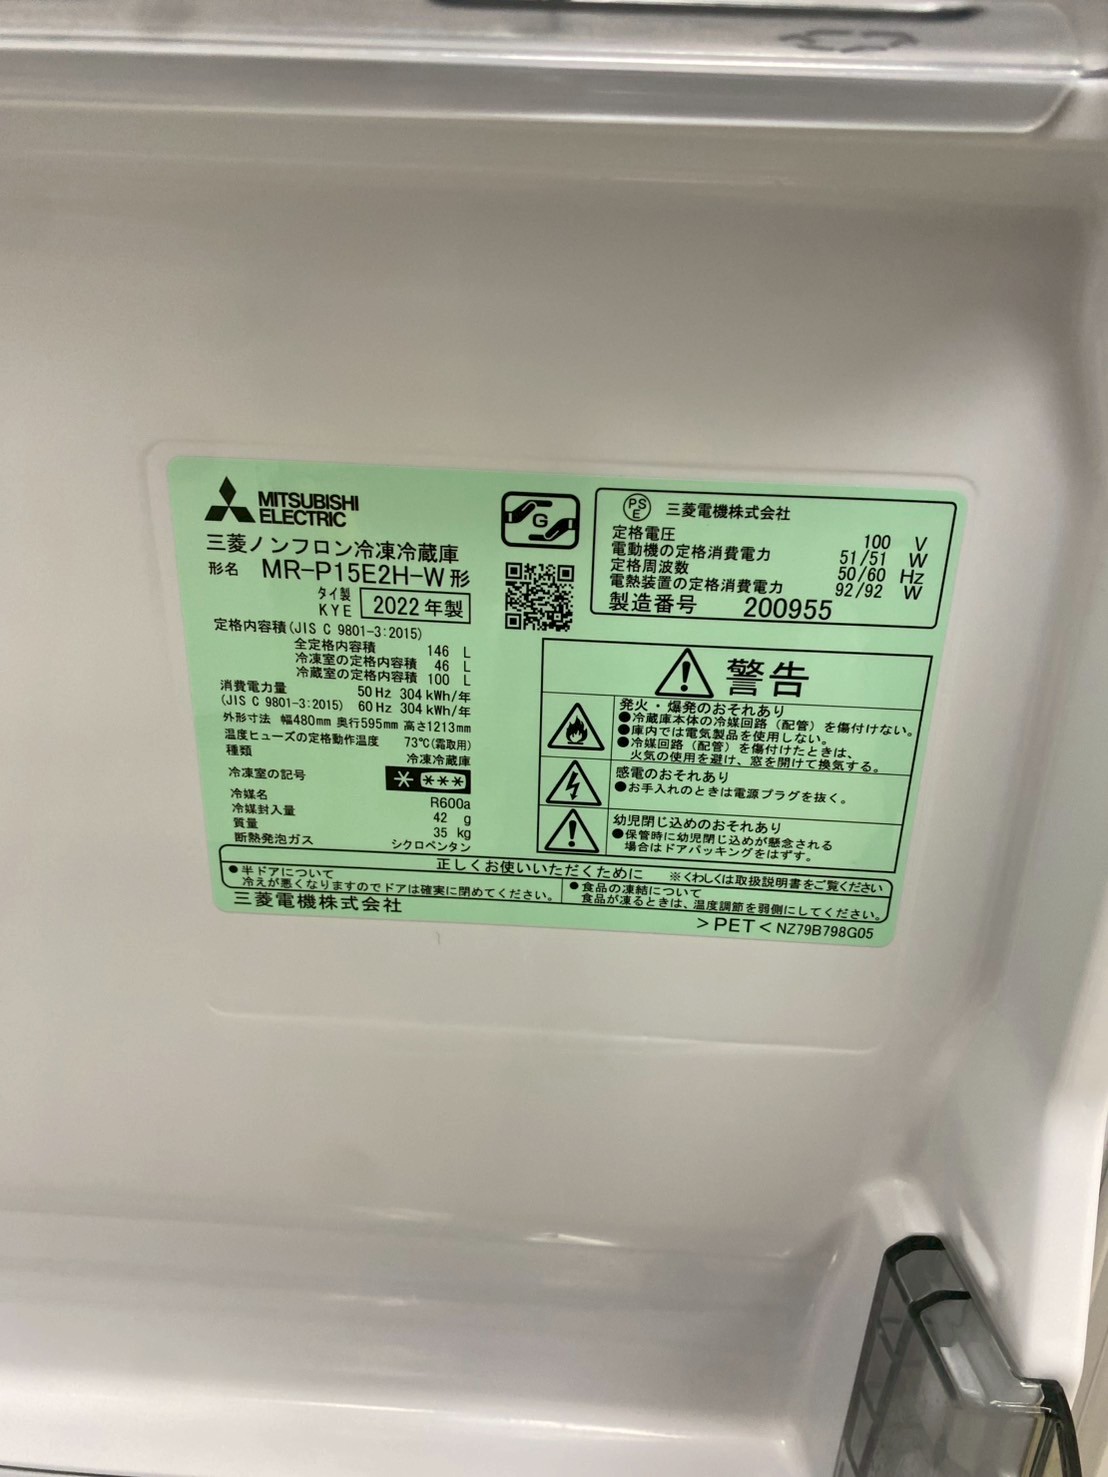 MITSUBISHI
ELECTRIC
三菱ノンフロン冷凍冷蔵庫
形名 MR-P15E2H-W形
タイ製
KYE 2022年製
定格内容積(JIS C 9801-3:2015)
全定格内容積 146 L
冷凍室の定格内容積 46 L
冷蔵室の定格内容積 100 L
消費電力量 50Hz 304kWh/年
(JIS C 9801-3:2015) 60Hz 304kWh/年
外形寸法 幅480mm 奥行595mm 高さ1213mm
温度ヒューズの定格動作温度 73℃(霜取用)
種類 冷凍冷蔵庫
冷凍室の記号 * ***
冷媒名 R600a
冷媒封入量 42 g
質量 35 kg
断熱発泡ガス シクロペンタン
G
PS
E
三菱電機株式会社
定格電圧 100 V
電動機の定格消費電力 51/51 W
定格周波数 50/60 Hz
電熱装置の定格消費電力 92/92 W
製造番号 200955
警告
発火・爆発のおそれあり
●冷蔵庫本体の冷媒回路(配管)を傷付けない。
●庫内では電気製品を使用しない。
●冷媒回路(配管)を傷付けたときは、
火気の使用を避け、窓を開けて換気する。
感電のおそれあり
●お手入れのときは電源プラグを抜く。
幼児閉じ込めのおそれあり
●保管時に幼児閉じ込めが懸念される
場合はドアパッキングをはずす。
正しくお使いいただくために ※くわしくは取扱説明書をご覧ください
●半ドアについて
冷えが悪くなりますのでドアは確実に閉めてください。
●食品の凍結について
食品が凍るときは、温度調節を弱側にしてください。
三菱電機株式会社
>PET< NZ79B798G05